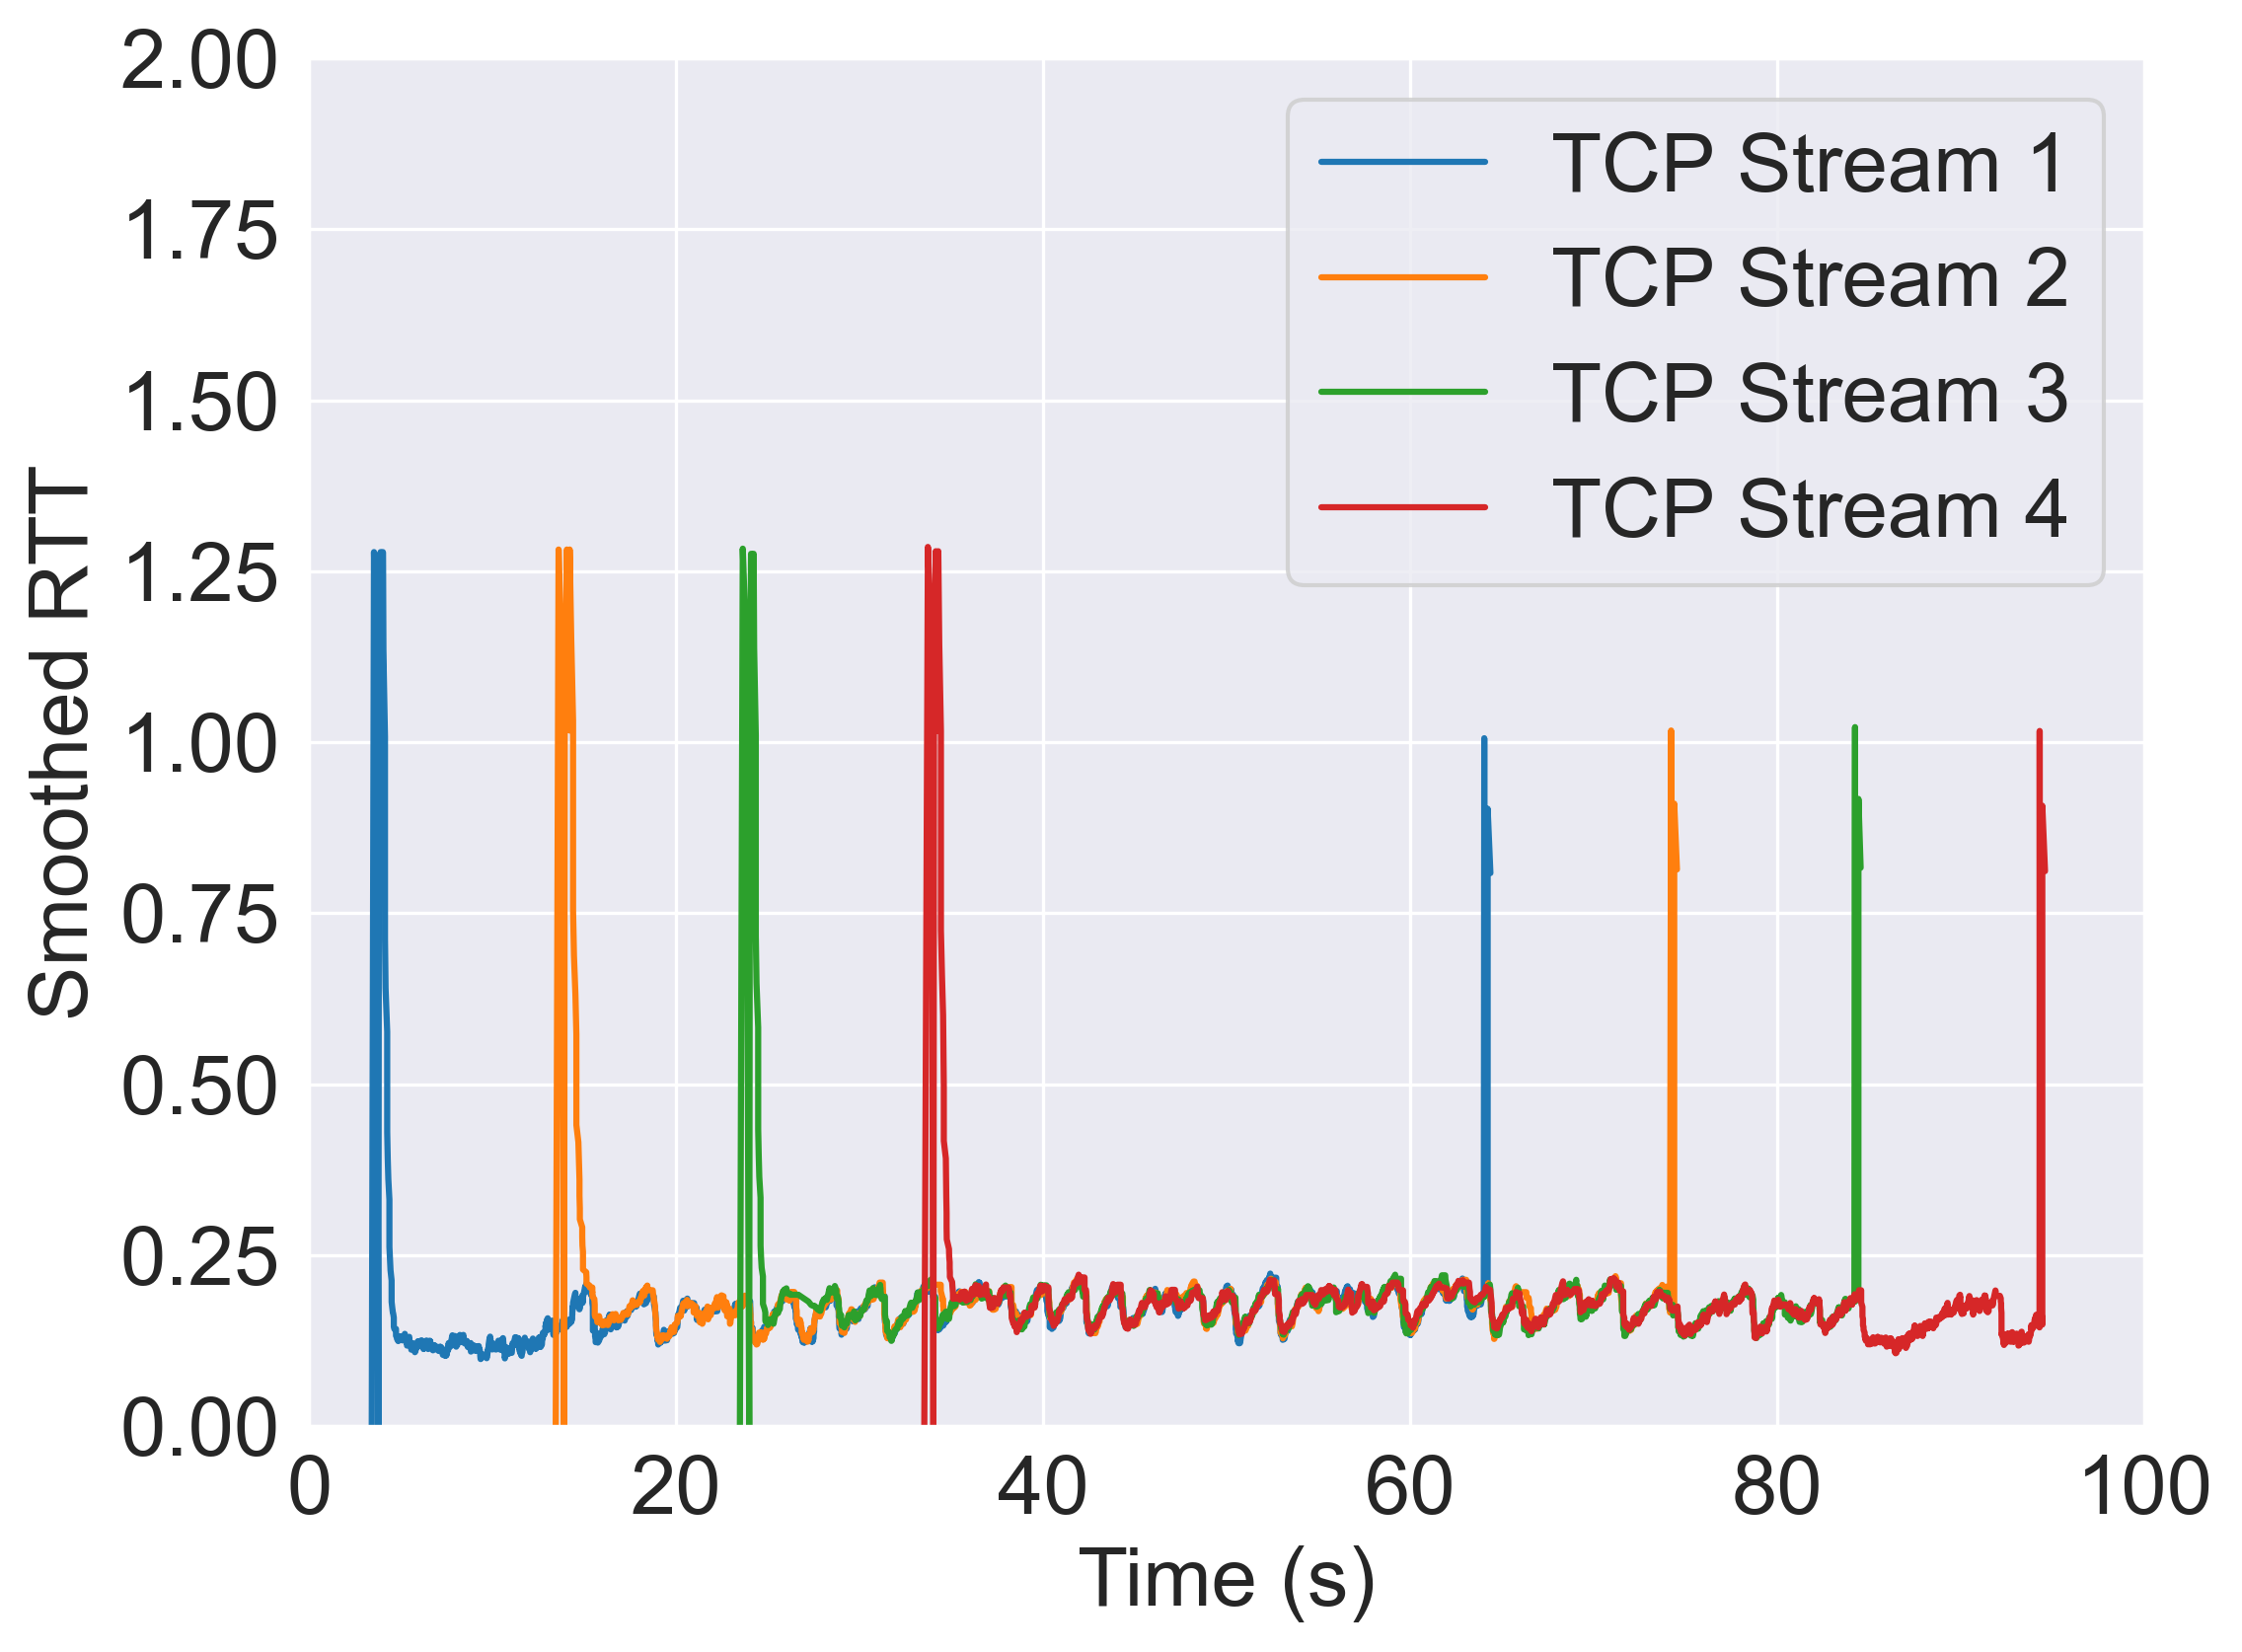 2.00
1.75
1.50
1.25
1.00
0.75
0.50
0.25
0.00
Smoothed RTT
TCP Stream 1
TCP Stream 2
TCP Stream 3
TCP Stream 4
0 20 40 60 80 100
Time (s)